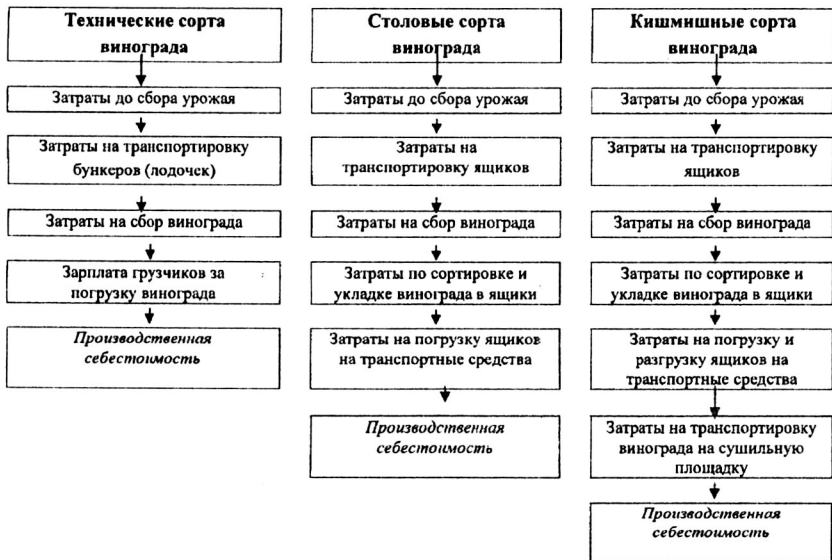 Технические сорта
винограда
Затраты до сбора урожая
Затраты на транспортировку
бункеров (лодочек)
Затраты на сбор винограда
Зарплата грузчиков за
погрузку винограда
Производственная
себестоимость
Столовые сорта
винограда
Затраты до сбора урожая
Затраты на
транспортировку ящиков
Затраты на сбор винограда
Затраты по сортировке и
укладке винограда в ящики
Затраты на погрузку ящиков
на транспортные средства
Производственная
себестоимость
Кишмишные сорта
винограда
Затраты до сбора урожая
Затраты на транспортировку
ящиков
Затраты на сбор винограда
Затраты по сортировке и
укладке винограда в ящики
Затраты на погрузку и
разгрузку ящиков на
транспортные средства
Затраты на транспортировку
винограда на сушильную
площадку
Производственная
себестоимость